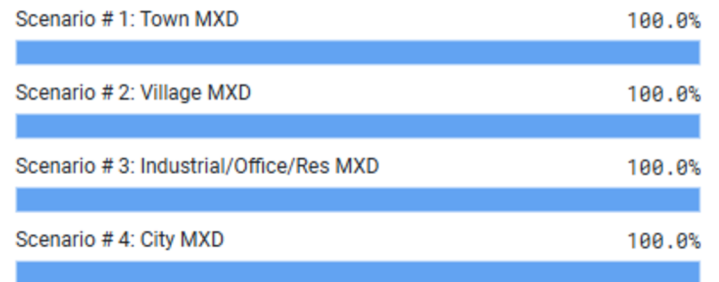 Scenario # 1: Town MXD 100.0%
Scenario # 2: Village MXD 100.0%
Scenario # 3: Industrial/Office/Res MXD 100.0%
Scenario # 4: City MXD 100.0%